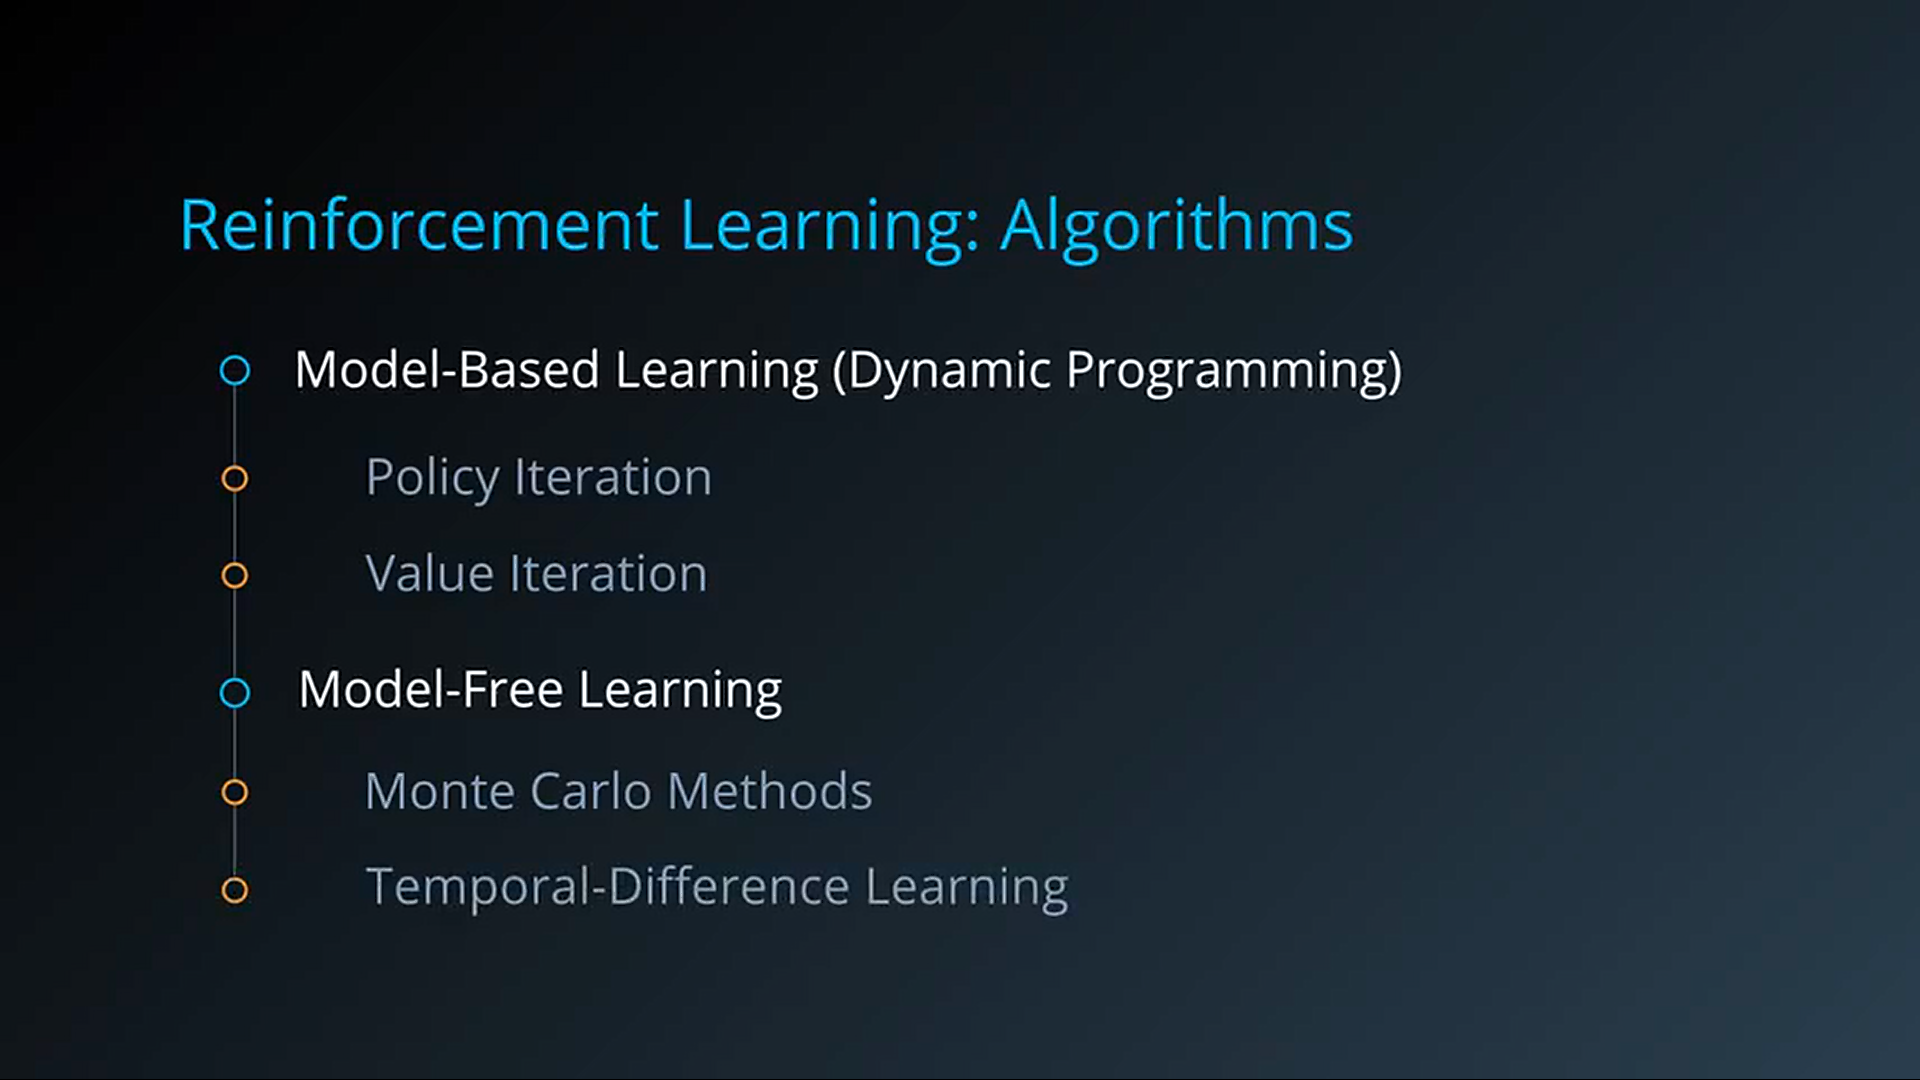 Reinforcement Learning: Algorithms
Model-Based Learning (Dynamic Programming)
Policy Iteration
Value Iteration
Model-Free Learning
Monte Carlo Methods
Temporal-Difference Learning